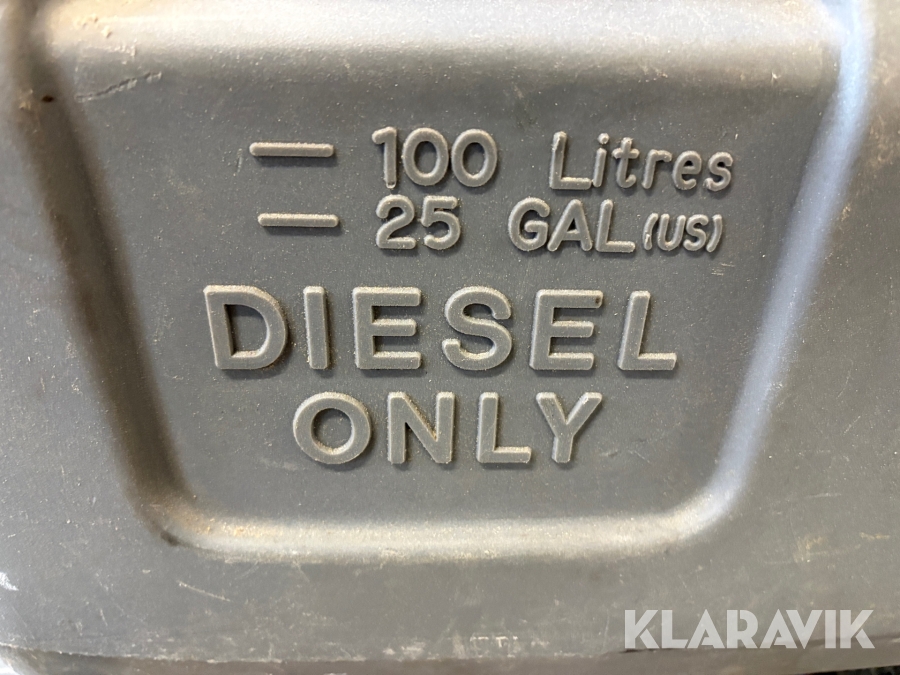 — 100 Litres
— 25 GAL (US)
DIESEL
ONLY
KLARAVIK